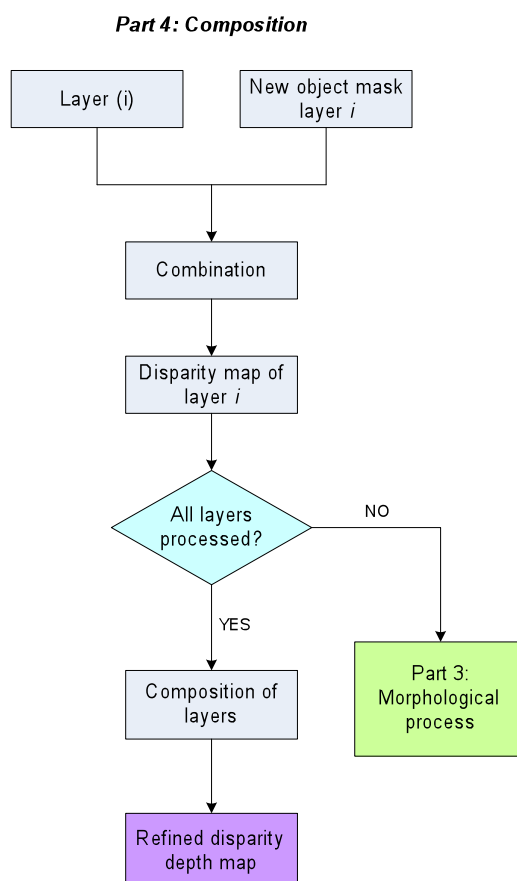 Part 4: Composition
Layer (i)
New object mask
layer i
Combination
Disparity map of
layer i
All layers
processed?
NO
YES
Part 3:
Morphological
process
Composition of
layers
Refined disparity
depth map